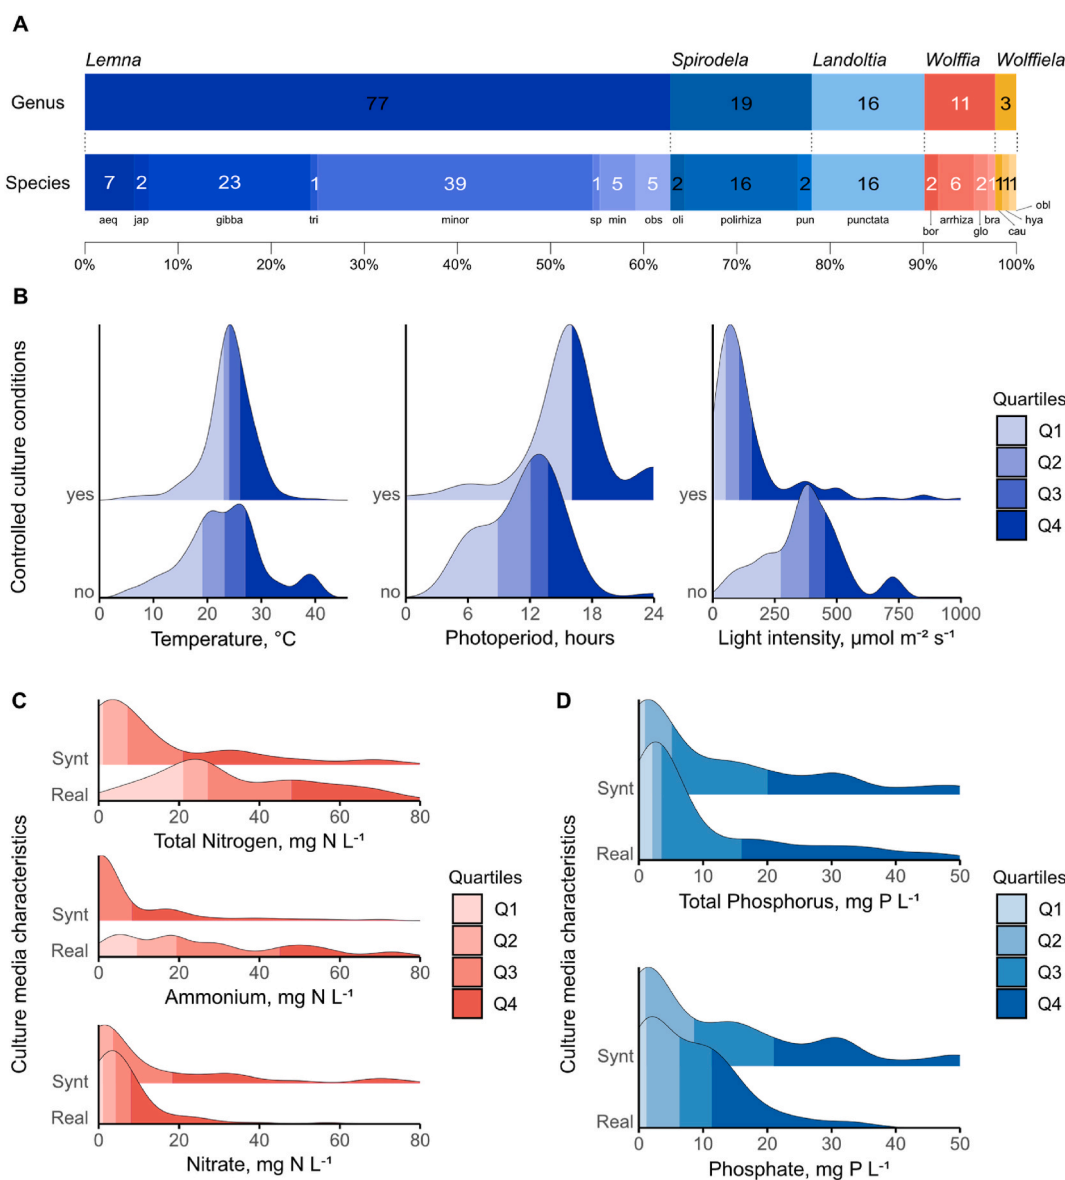 A
Lemna Spirodela Landoltia Wolffia Wolffiela
Genus 77 19 16 11 3
Species 7 2 23 1 39 1 5 5 2 16 2 16 2 6 2 1 1 1 1
aeq jap gibba tri minor sp min obs oli polirhiza pun punctata bor arrhiza glo bra cau hya obl
0% 10% 20% 30% 40% 50% 60% 70% 80% 90% 100%
B
Controlled culture conditions
yes yes yes
no no no
0 10 20 30 40
Temperature, °C
0 6 12 18 24
Photoperiod, hours
0 250 500 750 1000
Light intensity, µmol m⁻² s⁻¹
Quartiles
Q1
Q2
Q3
Q4
C
Culture media characteristics
Synt
Real
0 20 40 60 80
Total Nitrogen, mg N L⁻¹
Synt
Real
0 20 40 60 80
Ammonium, mg N L⁻¹
Synt
Real
0 20 40 60 80
Nitrate, mg N L⁻¹
Quartiles
Q1
Q2
Q3
Q4
D
Culture media characteristics
Synt
Real
0 10 20 30 40 50
Total Phosphorus, mg P L⁻¹
Synt
Real
0 10 20 30 40 50
Phosphate, mg P L⁻¹
Quartiles
Q1
Q2
Q3
Q4